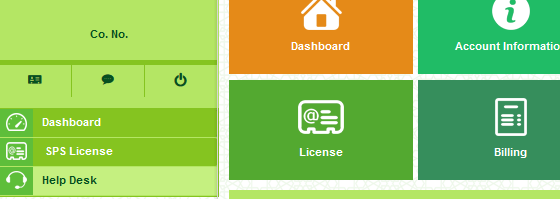 Co. No.
Dashboard
SPS License
Help Desk
Dashboard
Account Informatio
License
Billing